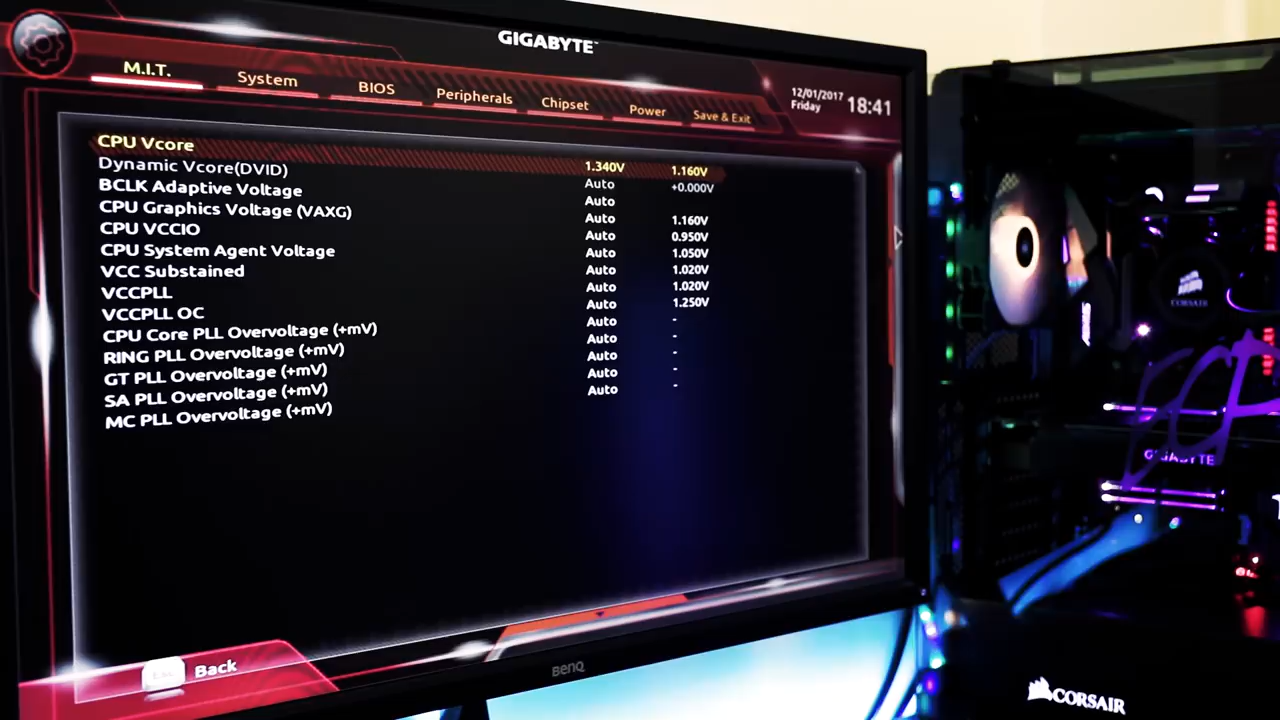 GIGABYTE
M.I.T.
System
BIOS
Peripherals
Chipset
Power
Save & Exit
12/01/2017
Friday
18:41
CPU Vcore 1.340V 1.160V
Dynamic Vcore(DVID) Auto +0.000V
BCLK Adaptive Voltage Auto
CPU Graphics Voltage (VAXG) Auto 1.160V
CPU VCCIO Auto 0.950V
CPU System Agent Voltage Auto 1.050V
VCC Substained Auto 1.020V
VCCPLL Auto 1.020V
VCCPLL OC Auto 1.250V
CPU Core PLL Overvoltage (+mV) Auto -
RING PLL Overvoltage (+mV) Auto -
GT PLL Overvoltage (+mV) Auto -
SA PLL Overvoltage (+mV) Auto -
MC PLL Overvoltage (+mV) Auto -
Esc Back
BenQ
CORSAIR
GIGABYTE
CORSAIR